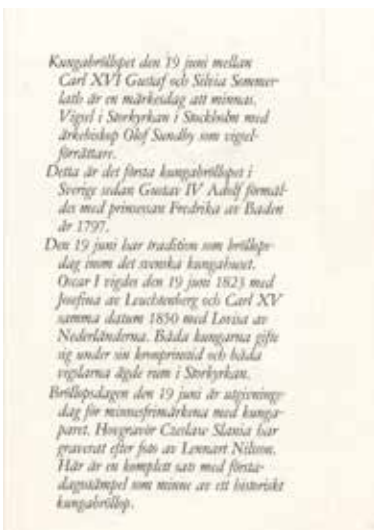 Kungabröllopet den 19 juni mellan
Carl XVI Gustaf och Silvia Sommer-
lath är en märkesdag att minnas.
Vigsel i Storkyrkan i Stockholm med
ärkebiskop Olof Sundby som vigsel-
förrättare.
Detta är det första kungabröllopet i
Sverige sedan Gustav IV Adolf förmäl-
des med prinsessan Fredrika av Baden
år 1797.
Den 19 juni har tradition som bröllops-
dag inom det svenska kungahuset.
Oscar I vigdes den 19 juni 1823 med
Josefina av Leuchtenberg och Carl XV
samma datum 1850 med Lovisa av
Nederländerna. Båda kungarna gifte
sig under sin kronprinstid och båda
vigslarna ägde rum i Storkyrkan.
Bröllopsdagen den 19 juni är utgivnings-
dag för minnesfrimärkena med kunga-
paret. Hovgravör Czeslaw Slania har
graverat efter foto av Lennart Nilsson.
Här är en komplett sats med första-
dagsstämpel som minne av ett historiskt
kungabröllop.